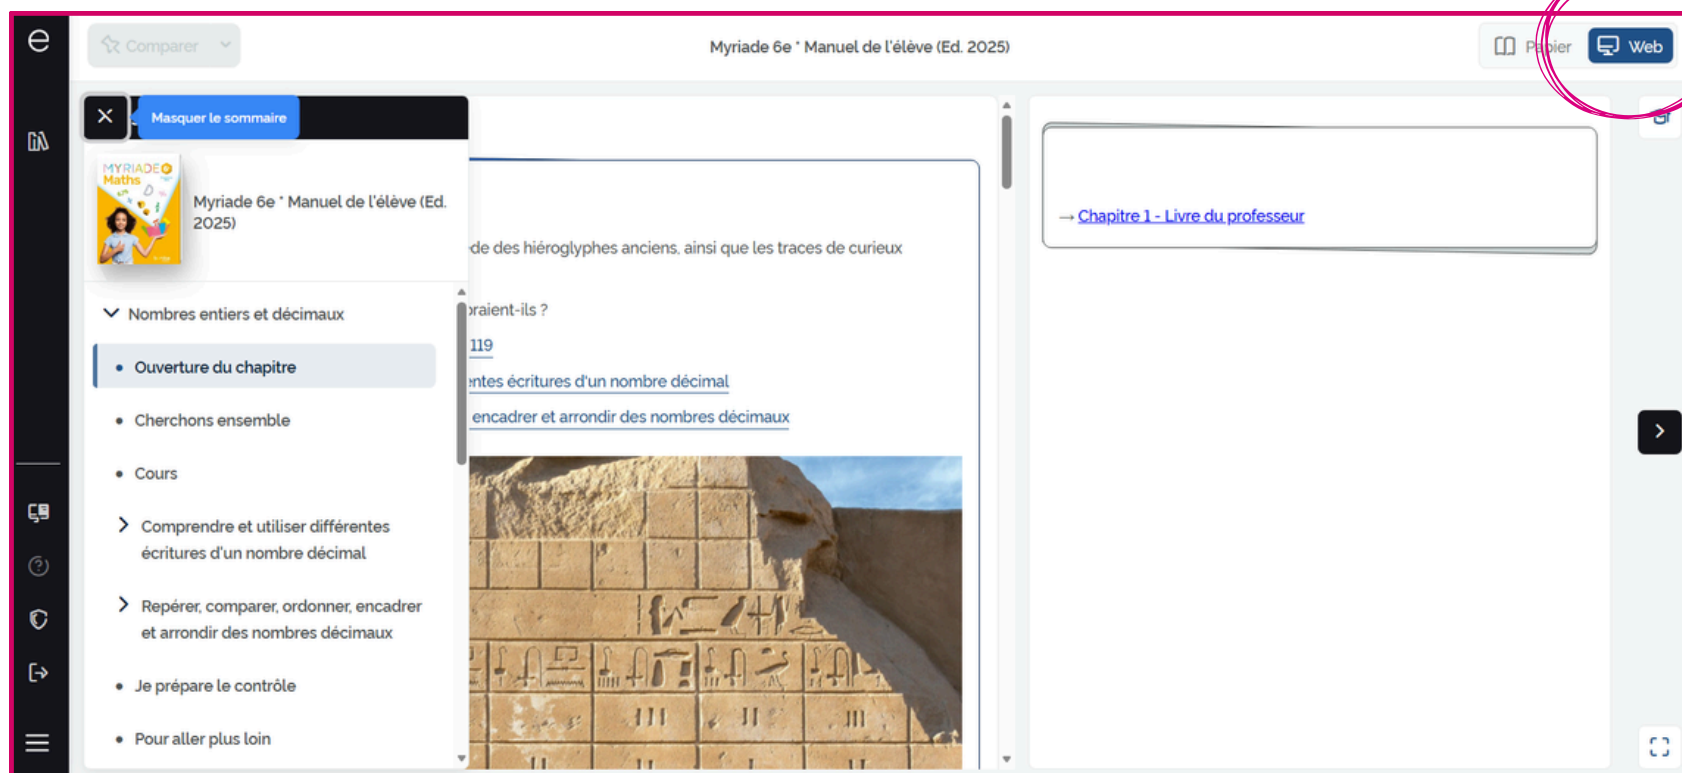 e
Comparer
Myriade 6e * Manuel de l'élève (Ed. 2025)
Papier
Web
Masquer le sommaire
MYRIADE
Maths
Myriade 6e * Manuel de l'élève (Ed.
2025)
Nombres entiers et décimaux
• Ouverture du chapitre
• Cherchons ensemble
• Cours
Comprendre et utiliser différentes
écritures d'un nombre décimal
Repérer, comparer, ordonner, encadrer
et arrondir des nombres décimaux
• Je prépare le contrôle
• Pour aller plus loin
de des hiéroglyphes anciens, ainsi que les traces de curieux
raient-ils ?
119
entes écritures d'un nombre décimal
encadrer et arrondir des nombres décimaux
→ Chapitre 1 - Livre du professeur